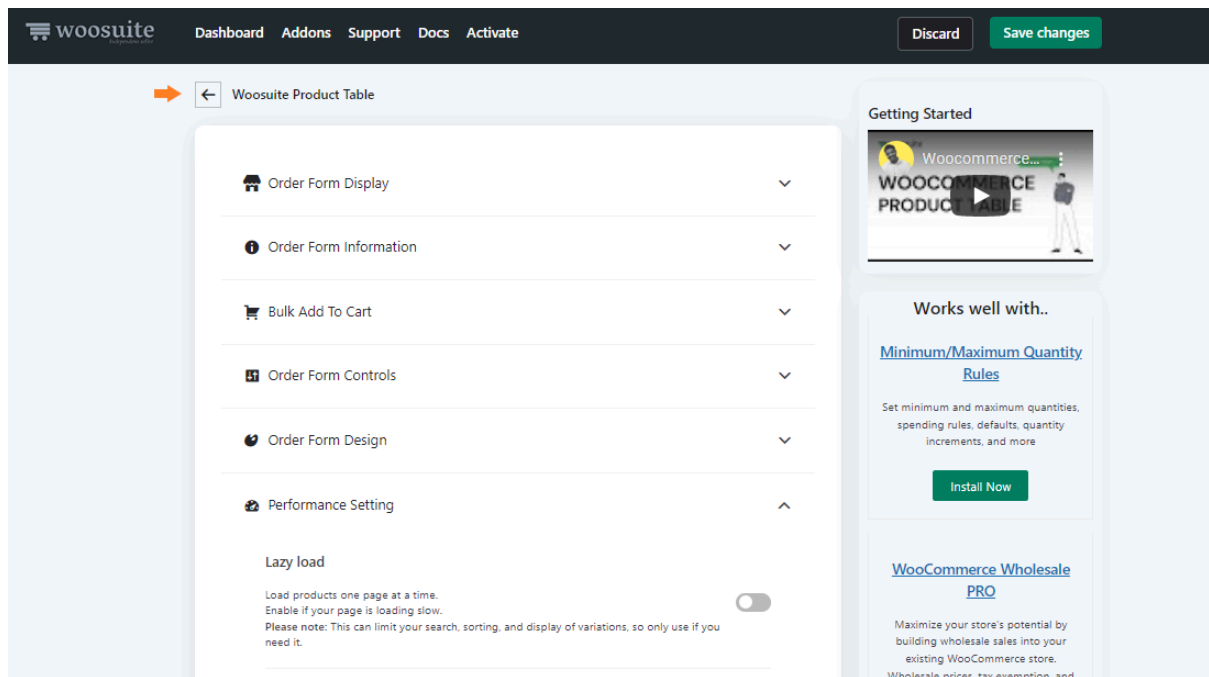 woosuite
Dashboard Addons Support Docs Activate
Discard
Save changes
Woosuite Product Table
Order Form Display
Order Form Information
Bulk Add To Cart
Order Form Controls
Order Form Design
Performance Setting
Lazy load
Load products one page at a time.
Enable if your page is loading slow.
Please note: This can limit your search, sorting, and display of variations, so only use if you
need it.
Getting Started
Woocommerce...
WOOCOMMERCE
PRODUCT TABLE
Works well with..
Minimum/Maximum Quantity
Rules
Set minimum and maximum quantities,
spending rules, defaults, quantity
increments, and more
Install Now
WooCommerce Wholesale
PRO
Maximize your store's potential by
building wholesale sales into your
existing WooCommerce store.
Wholesale prices, tax exemption, and